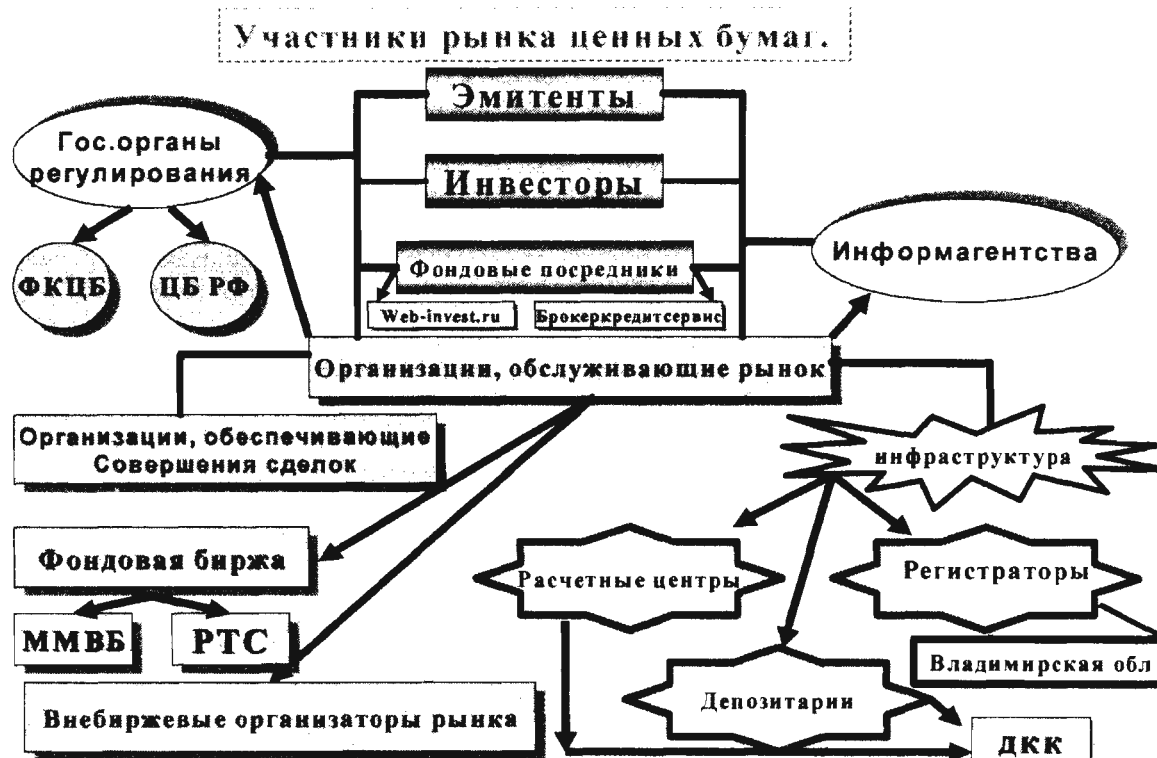 Участники рынка ценных бумаг.
Эмитенты
Гос.органы
регулирования
Инвесторы
Информагентства
Фондовые посредники
ФКЦБ
ЦБ РФ
Web-invest.ru
Брокеркредитсервис
Организации, обслуживающие рынок
Организации, обеспечивающие
Совершения сделок
инфраструктура
Фондовая биржа
Расчетные центры
Регистраторы
ММВБ
РТС
Владимирская обл
Депозитарии
Внебиржевые организаторы рынка
ДКК